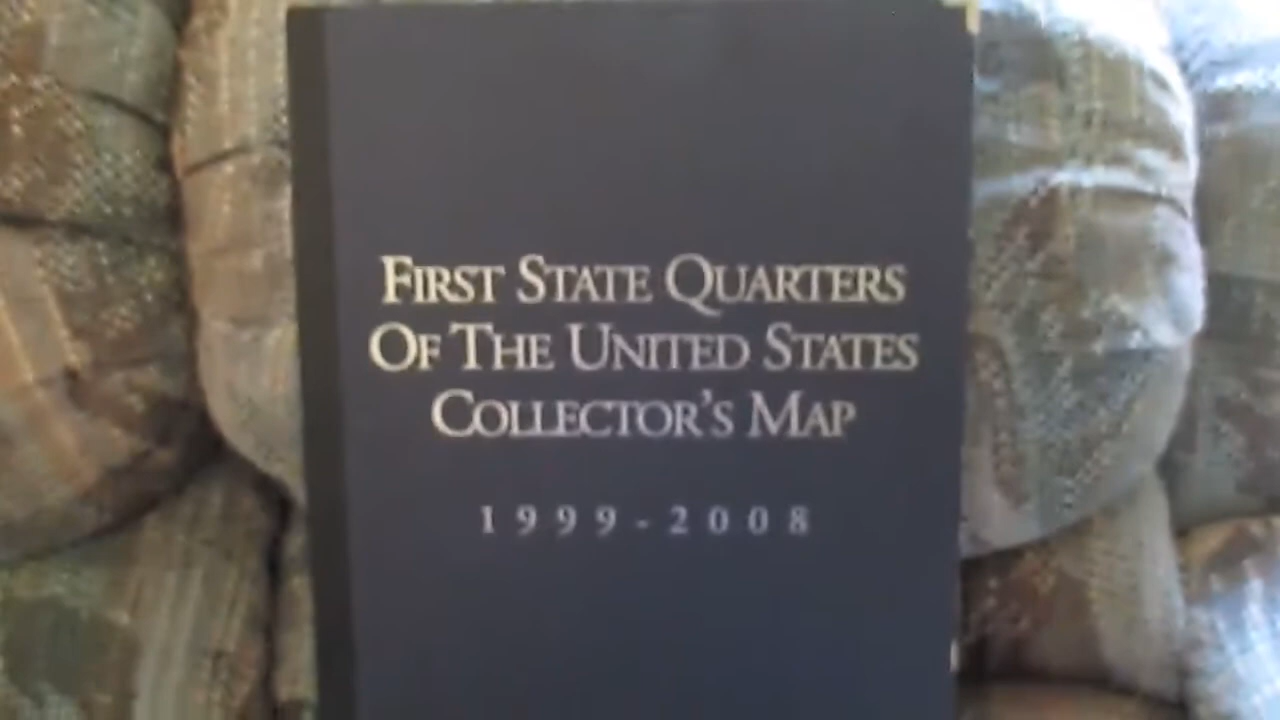 First State Quarters
Of The United States
Collector's Map
1999-2008